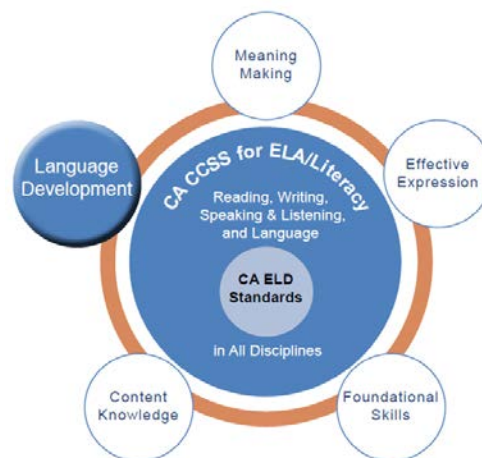 Meaning
Making
Language
Development
Effective
Expression
CA CCSS for ELA/Literacy
Reading, Writing,
Speaking & Listening,
and Language
CA ELD
Standards
in All Disciplines
Content
Knowledge
Foundational
Skills